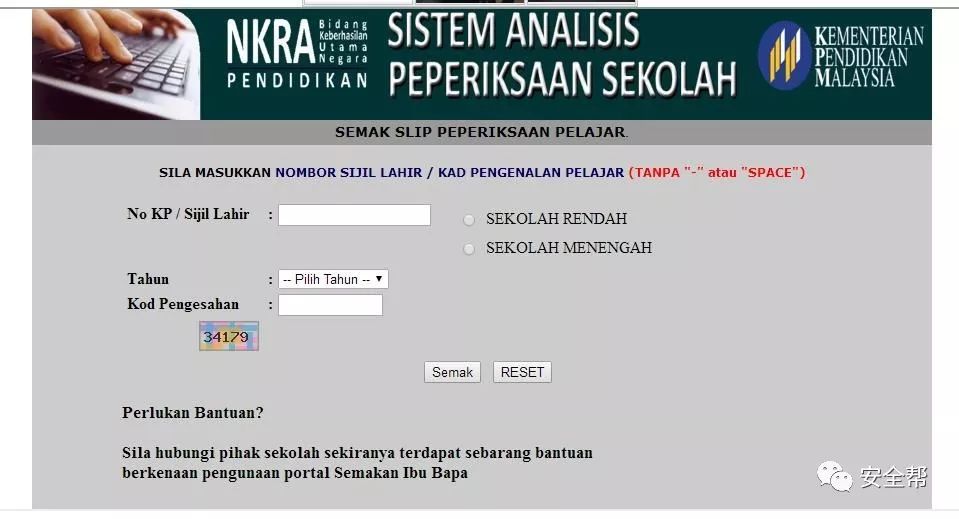 NKRA Bidang
Keberhasilan
Utama
Negara
PENDIDIKAN
SISTEM ANALISIS
PEPERIKSAAN SEKOLAH
KEMENTERIAN
PENDIDIKAN
MALAYSIA
SEMAK SLIP PEPERIKSAAN PELAJAR.
SILA MASUKKAN NOMBOR SIJIL LAHIR / KAD PENGENALAN PELAJAR (TANPA "-" atau "SPACE")
No KP / Sijil Lahir :
SEKOLAH RENDAH
SEKOLAH MENENGAH
Tahun : -- Pilih Tahun --
Kod Pengesahan :
34179
Semak RESET
Perlukan Bantuan?
Sila hubungi pihak sekolah sekiranya terdapat sebarang bantuan
berkenaan pengunaan portal Semakan Ibu Bapa
安全帮